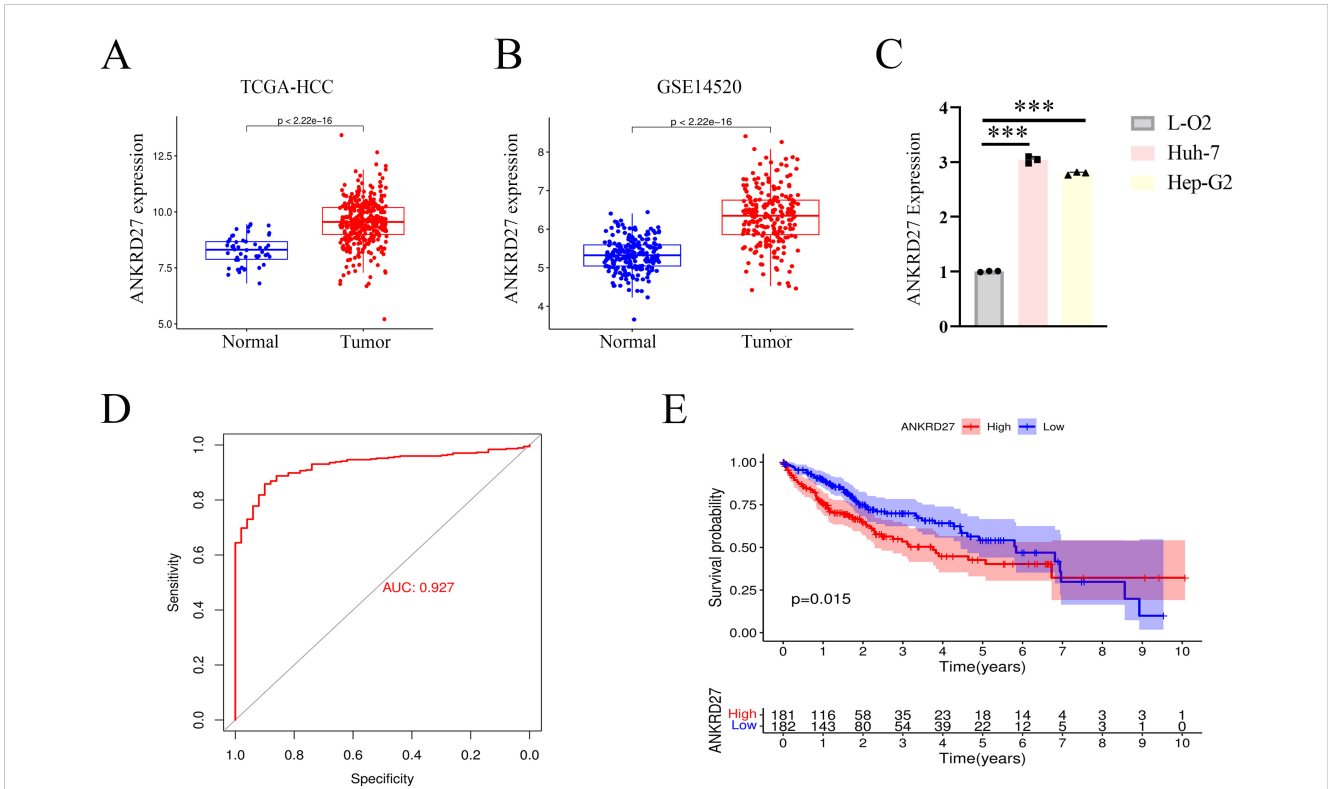 A
TCGA-HCC
p < 2.22e-16
ANKRD27 expression
12.5
10.0
7.5
5.0
Normal Tumor
B
GSE14520
p < 2.22e-16
ANKRD27 expression
8
7
6
5
4
Normal Tumor
C
***
***
ANKRD27 Expression
4
3
2
1
0
L-O2
Huh-7
Hep-G2
D
Sensitivity
1.0
0.8
0.6
0.4
0.2
0.0
AUC: 0.927
1.0 0.8 0.6 0.4 0.2 0.0
Specificity
E
ANKRD27 High Low
Survival probability
1.00
0.75
0.50
0.25
0.00
p=0.015
0 1 2 3 4 5 6 7 8 9 10
Time(years)
ANKRD27
High 181 116 58 35 23 18 14 4 3 3 1
Low 182 143 80 54 39 22 12 5 3 1 0
0 1 2 3 4 5 6 7 8 9 10
Time(years)